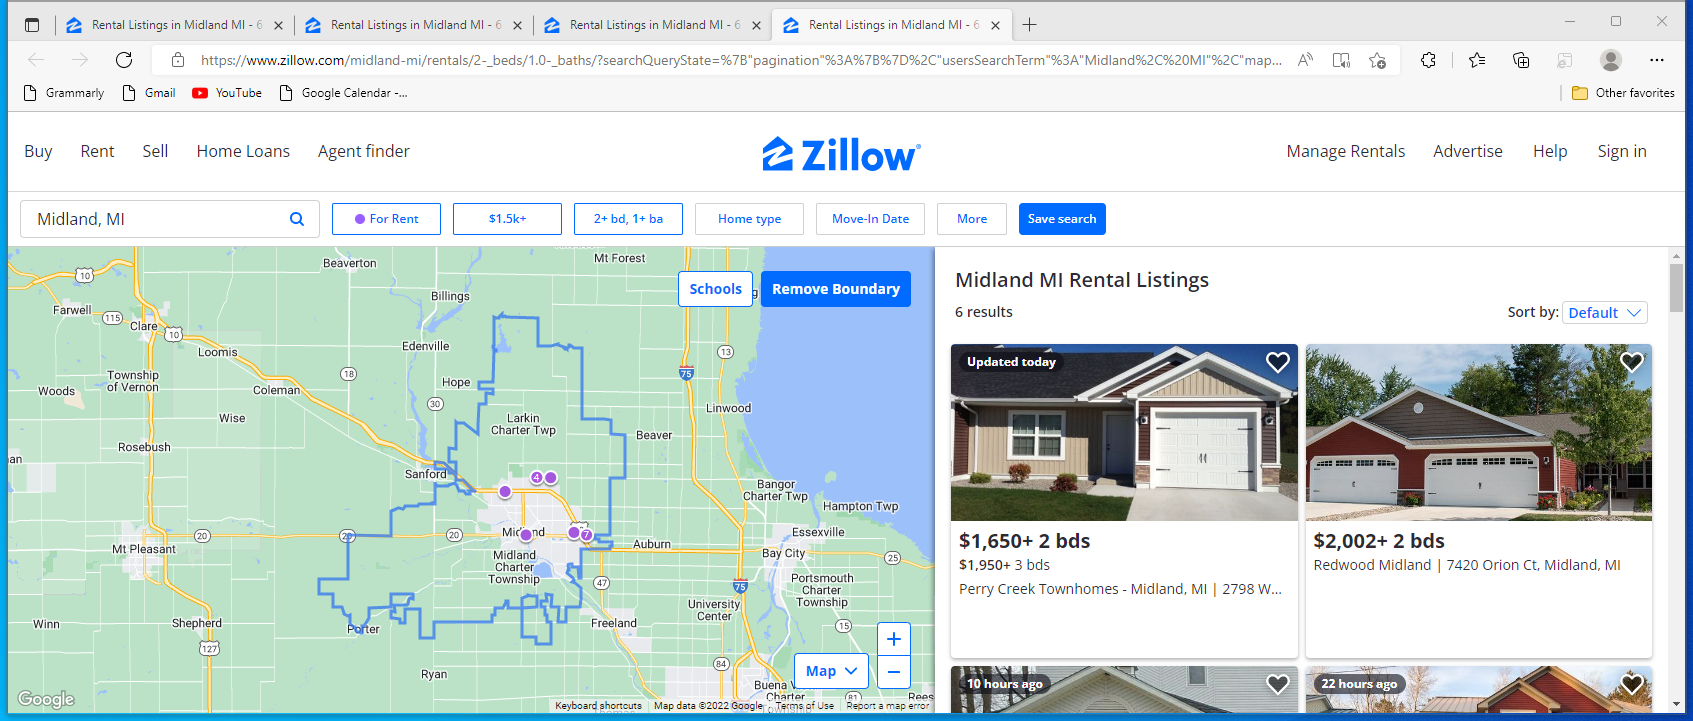 Rental Listings in Midland MI - 6
Rental Listings in Midland MI - 6
Rental Listings in Midland MI - 6
Rental Listings in Midland MI - 6
https://www.zillow.com/midland-mi/rentals/2-_beds/1.0-_baths/?searchQueryState=%7B"pagination"%3A%7B%7D%2C"usersSearchTerm"%3A"Midland%2C%20MI"%2C"map...
Grammarly
Gmail
YouTube
Google Calendar -...
Other favorites
Buy
Rent
Sell
Home Loans
Agent finder
Zillow
Manage Rentals
Advertise
Help
Sign in
Midland, MI
For Rent
$1.5k+
2+ bd, 1+ ba
Home type
Move-In Date
More
Save search
Mt Forest
Beaverton
10
Schools
Remove Boundary
Billings
Farwell
115
Clare
10
Edenville
13
Loomis
18
75
Township
of Vernon
Hope
Woods
Coleman
30
Linwood
Wise
Larkin
Charter Twp
Beaver
Rosebush
an
Sanford
4
Bangor
Charter Twp
Hampton Twp
20
20
20
Midland
7
Essexville
Mt Pleasant
Auburn
Bay City
25
Midland
Charter
Township
47
75
Portsmouth
Charter
Township
University
Center
Winn
Shepherd
Porter
Freeland
15
127
84
Ryan
Map
Buena
Charter
Township
81
Rees
Google
Keyboard shortcuts
Map data ©2022 Google
Terms of Use
Report a map error
Midland MI Rental Listings
6 results
Sort by: Default
Updated today
$1,650+ 2 bds
$1,950+ 3 bds
Perry Creek Townhomes - Midland, MI | 2798 W...
$2,002+ 2 bds
Redwood Midland | 7420 Orion Ct, Midland, MI
10 hours ago
22 hours ago